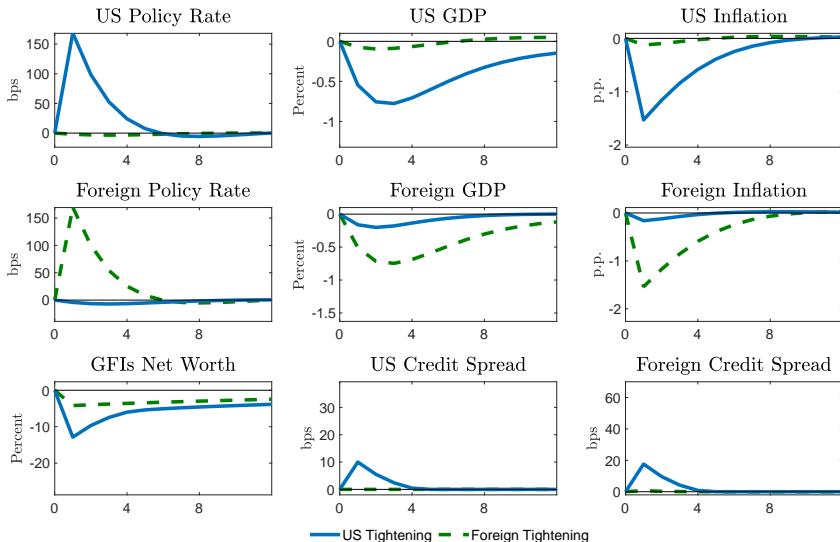 US Policy Rate
US GDP
US Inflation
150
100
50
0
bps
0
-0.5
-1
Percent
0
-1
-2
p.p.
0 4 8
0 4 8
0 4 8
Foreign Policy Rate
Foreign GDP
Foreign Inflation
150
100
50
0
bps
0
-0.5
-1
-1.5
Percent
0
-1
-2
p.p.
0 4 8
0 4 8
0 4 8
GFIs Net Worth
US Credit Spread
Foreign Credit Spread
0
-10
-20
Percent
30
20
10
0
bps
60
40
20
0
bps
0 4 8
0 4 8
0 4 8
US Tightening
Foreign Tightening